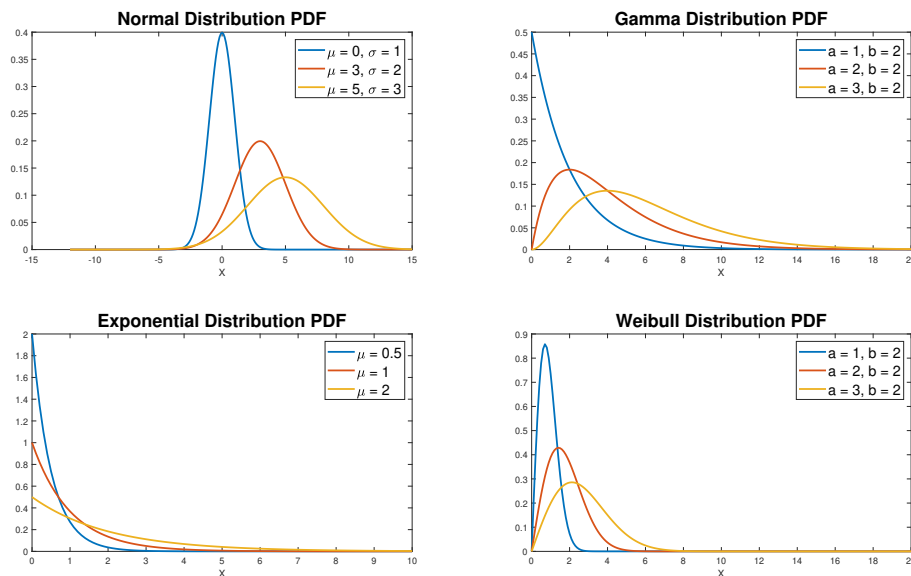 Normal Distribution PDF
0.4
0.35
0.3
0.25
0.2
0.15
0.1
0.05
0
-15 -10 -5 0 5 10 15
X
μ = 0, σ = 1
μ = 3, σ = 2
μ = 5, σ = 3
Gamma Distribution PDF
0.5
0.45
0.4
0.35
0.3
0.25
0.2
0.15
0.1
0.05
0
0 2 4 6 8 10 12 14 16 18 20
X
a = 1, b = 2
a = 2, b = 2
a = 3, b = 2
Exponential Distribution PDF
2
1.8
1.6
1.4
1.2
1
0.8
0.6
0.4
0.2
0
0 1 2 3 4 5 6 7 8 9 10
X
μ = 0.5
μ = 1
μ = 2
Weibull Distribution PDF
0.9
0.8
0.7
0.6
0.5
0.4
0.3
0.2
0.1
0
0 2 4 6 8 10 12 14 16 18 20
X
a = 1, b = 2
a = 2, b = 2
a = 3, b = 2